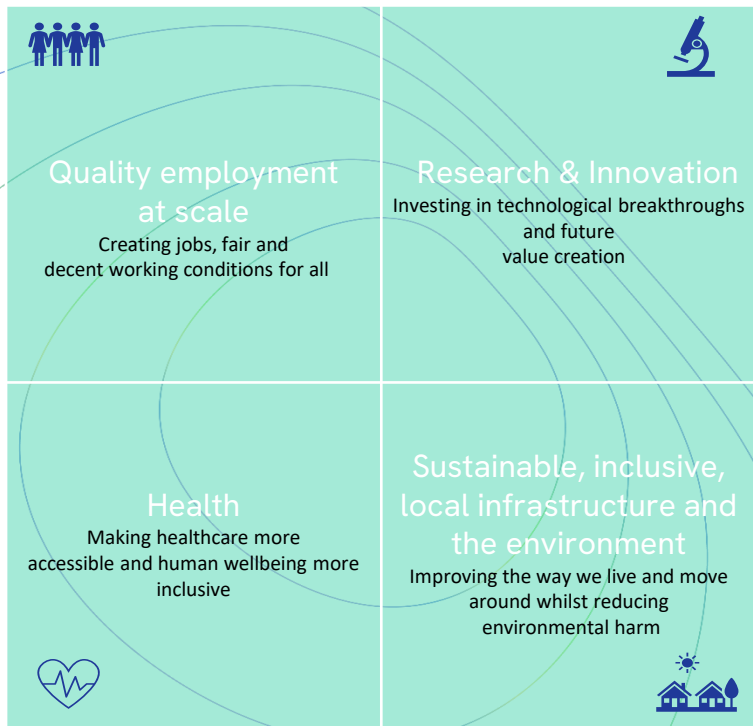 Quality employment
at scale
Creating jobs, fair and
decent working conditions for all
Research & Innovation
Investing in technological breakthroughs
and future
value creation
Health
Making healthcare more
accessible and human wellbeing more
inclusive
Sustainable, inclusive,
local infrastructure and
the environment
Improving the way we live and move
around whilst reducing
environmental harm